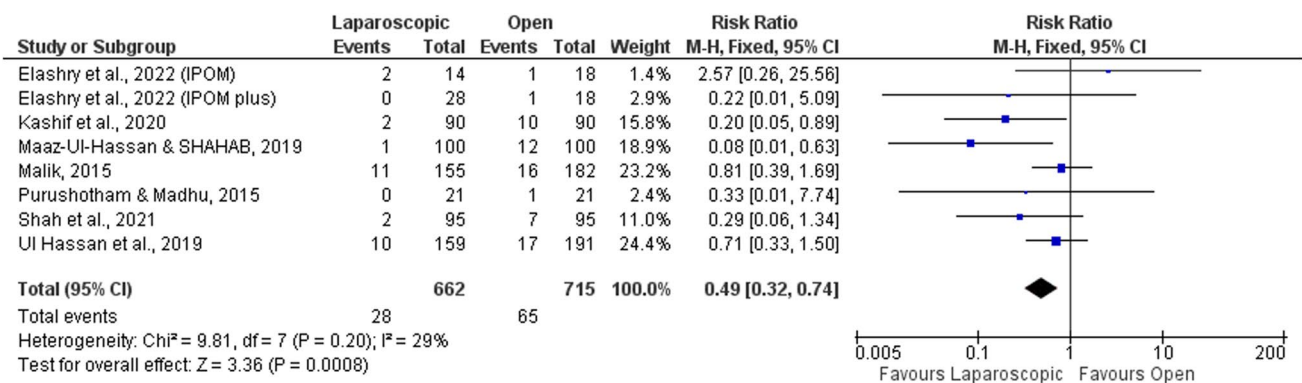 Laparoscopic Open Risk Ratio Risk Ratio
Study or Subgroup Events Total Events Total Weight M-H, Fixed, 95% CI M-H, Fixed, 95% CI
Elashry et al., 2022 (IPOM) 2 14 1 18 1.4% 2.57 [0.26, 25.56]
Elashry et al., 2022 (IPOM plus) 0 28 1 18 2.9% 0.22 [0.01, 5.09]
Kashif et al., 2020 2 90 10 90 15.8% 0.20 [0.05, 0.89]
Maaz-Ul-Hassan & SHAHAB, 2019 1 100 12 100 18.9% 0.08 [0.01, 0.63]
Malik, 2015 11 155 16 182 23.2% 0.81 [0.39, 1.69]
Purushotham & Madhu, 2015 0 21 1 21 2.4% 0.33 [0.01, 7.74]
Shah et al., 2021 2 95 7 95 11.0% 0.29 [0.06, 1.34]
Ul Hassan et al., 2019 10 159 17 191 24.4% 0.71 [0.33, 1.50]
Total (95% CI) 662 715 100.0% 0.49 [0.32, 0.74]
Total events 28 65
Heterogeneity: Chi² = 9.81, df = 7 (P = 0.20); I² = 29%
Test for overall effect: Z = 3.36 (P = 0.0008)
0.005 0.1 1 10 200
Favours Laparoscopic Favours Open